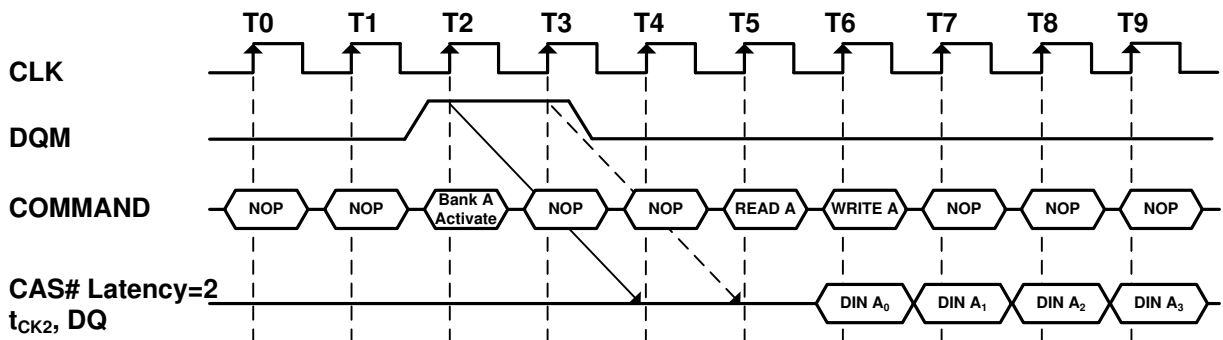 T0 T1 T2 T3 T4 T5 T6 T7 T8 T9
CLK
DQM
COMMAND NOP NOP Bank A Activate NOP NOP READ A WRITE A NOP NOP NOP
CAS# Latency=2
tCK2, DQ DIN A0 DIN A1 DIN A2 DIN A3